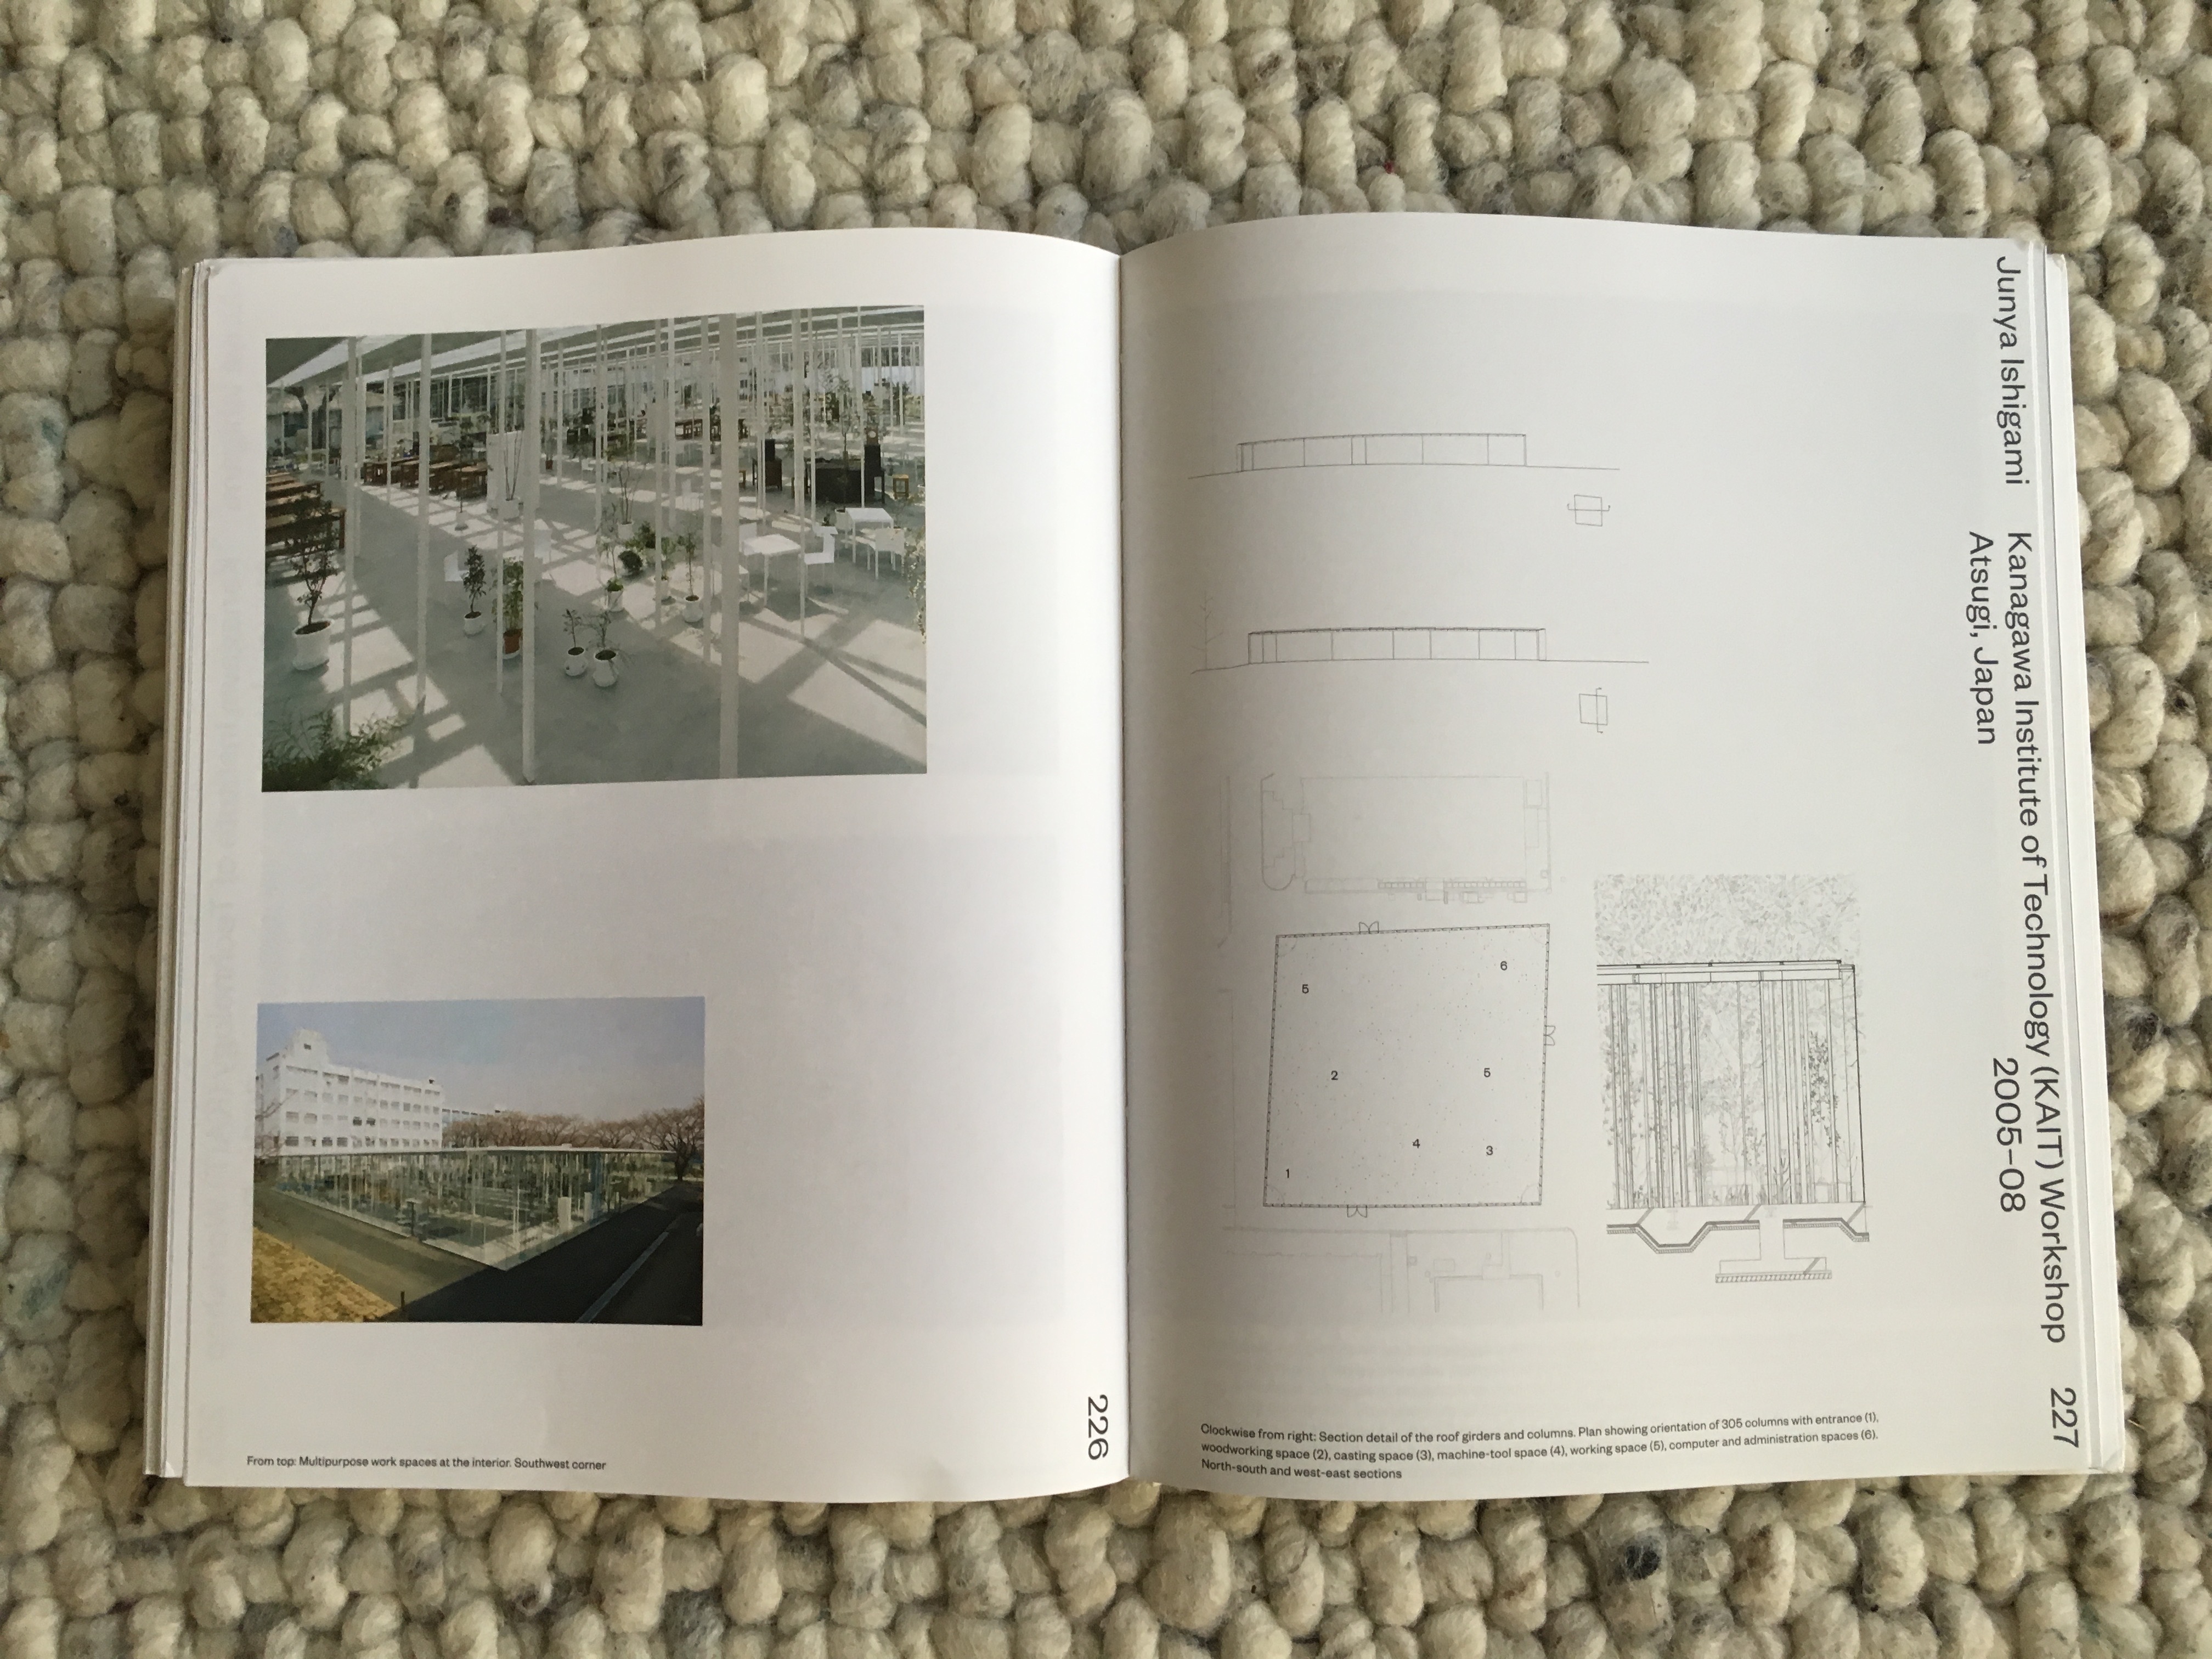 From top: Multipurpose work spaces at the interior. Southwest corner
226
Junya Ishigami
Kanagawa Institute of Technology (KAIT) Workshop
Atsugi, Japan
2005–08
227
6
5
2
5
4
3
1
Clockwise from right: Section detail of the roof girders and columns. Plan showing orientation of 305 columns with entrance (1),
woodworking space (2), casting space (3), machine-tool space (4), working space (5), computer and administration spaces (6).
North-south and west-east sections